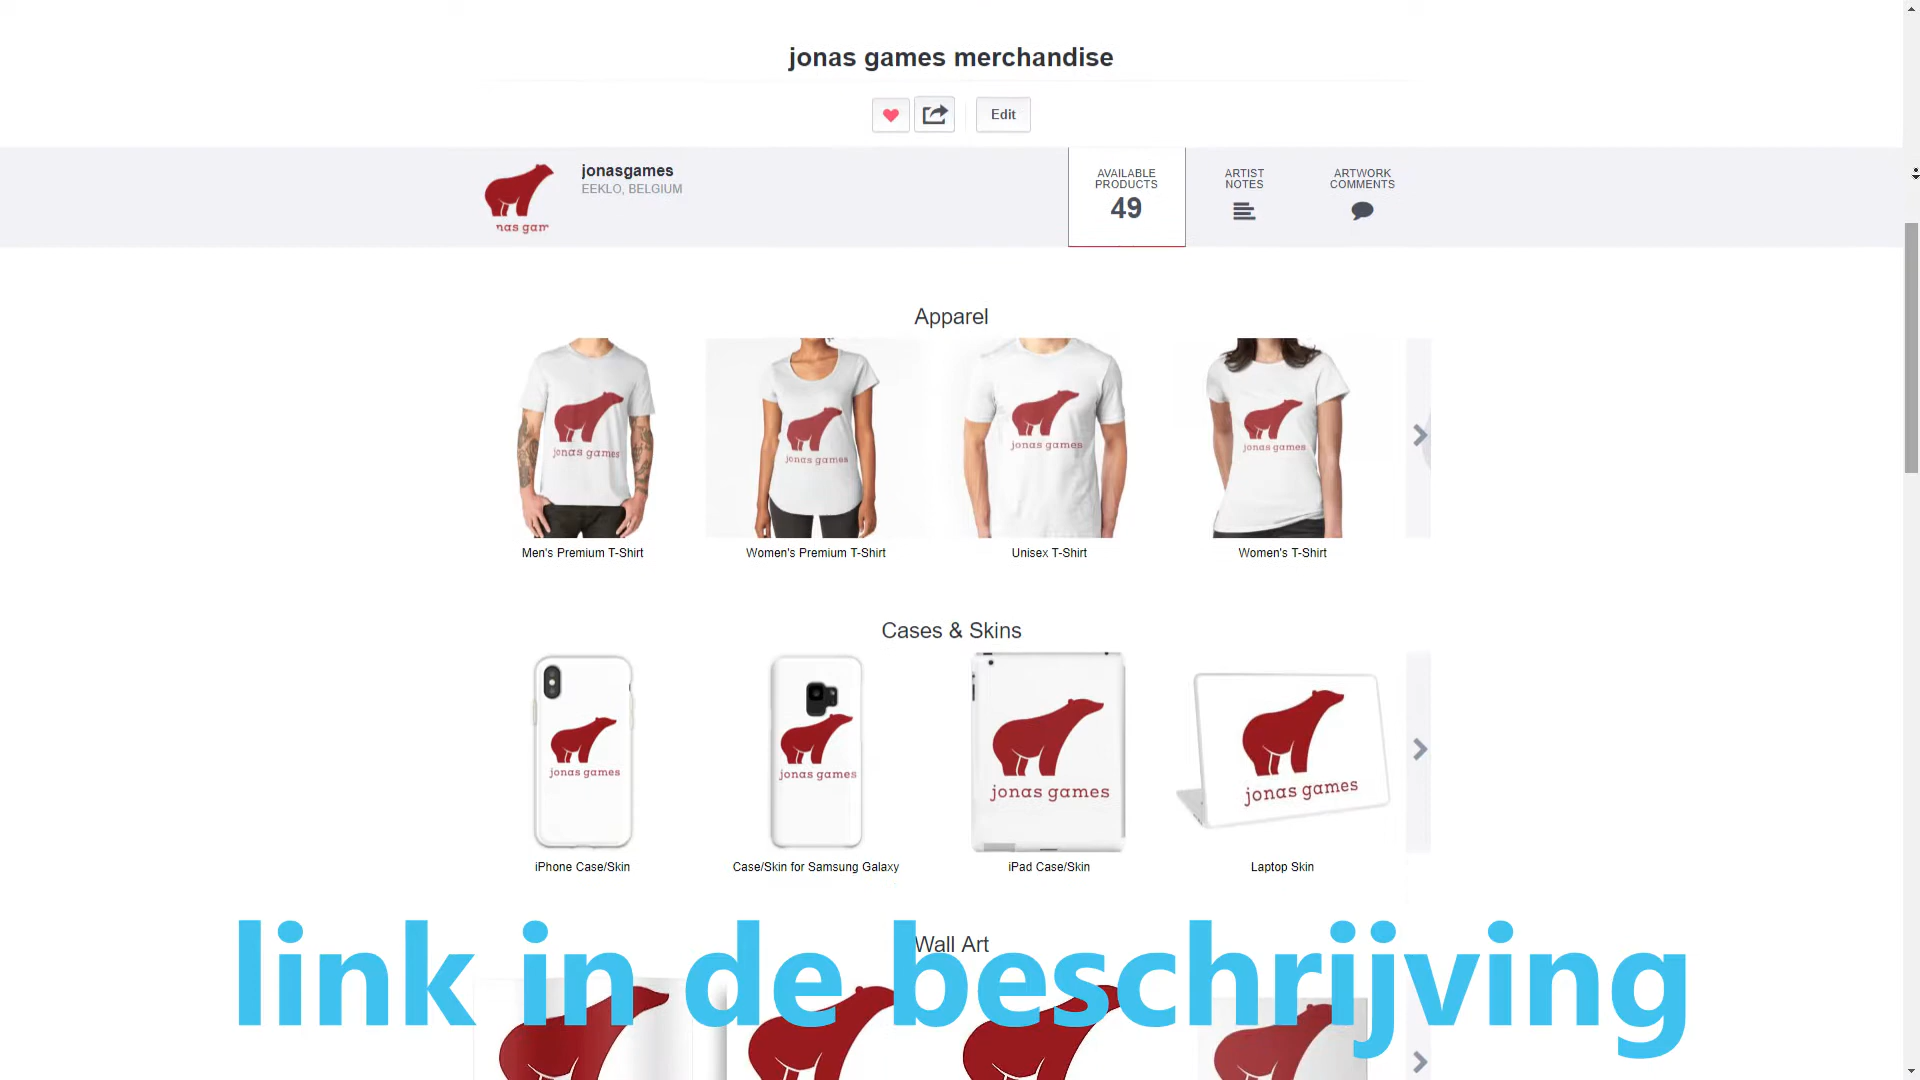 jonas games merchandise
Edit
jonasgames
EEKLO, BELGIUM
nas gam
AVAILABLE
PRODUCTS
49
ARTIST
NOTES
ARTWORK
COMMENTS
Apparel
jonas games
jonas games
jonas games
jonas games
Men's Premium T-Shirt
Women's Premium T-Shirt
Unisex T-Shirt
Women's T-Shirt
Cases & Skins
jonas games
jonas games
jonas games
jonas games
iPhone Case/Skin
Case/Skin for Samsung Galaxy
iPad Case/Skin
Laptop Skin
Wall Art
link in de beschrijving